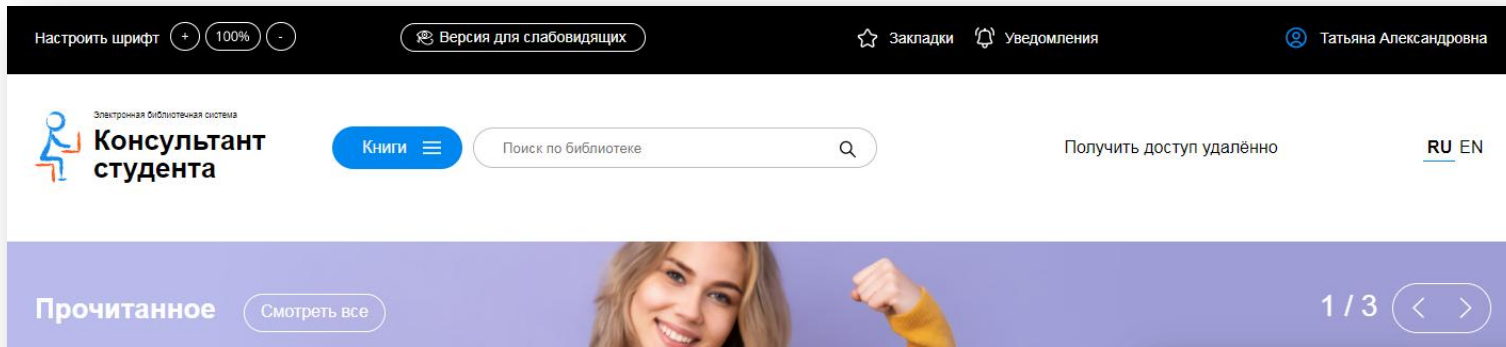 Настроить шрифт + 100% -
Версия для слабовидящих
Закладки
Уведомления
Татьяна Александровна
Электронная библиотечная система
Консультант
студента
Книги
Поиск по библиотеке
Получить доступ удалённо
RU EN
Прочитанное
Смотреть все
1 / 3